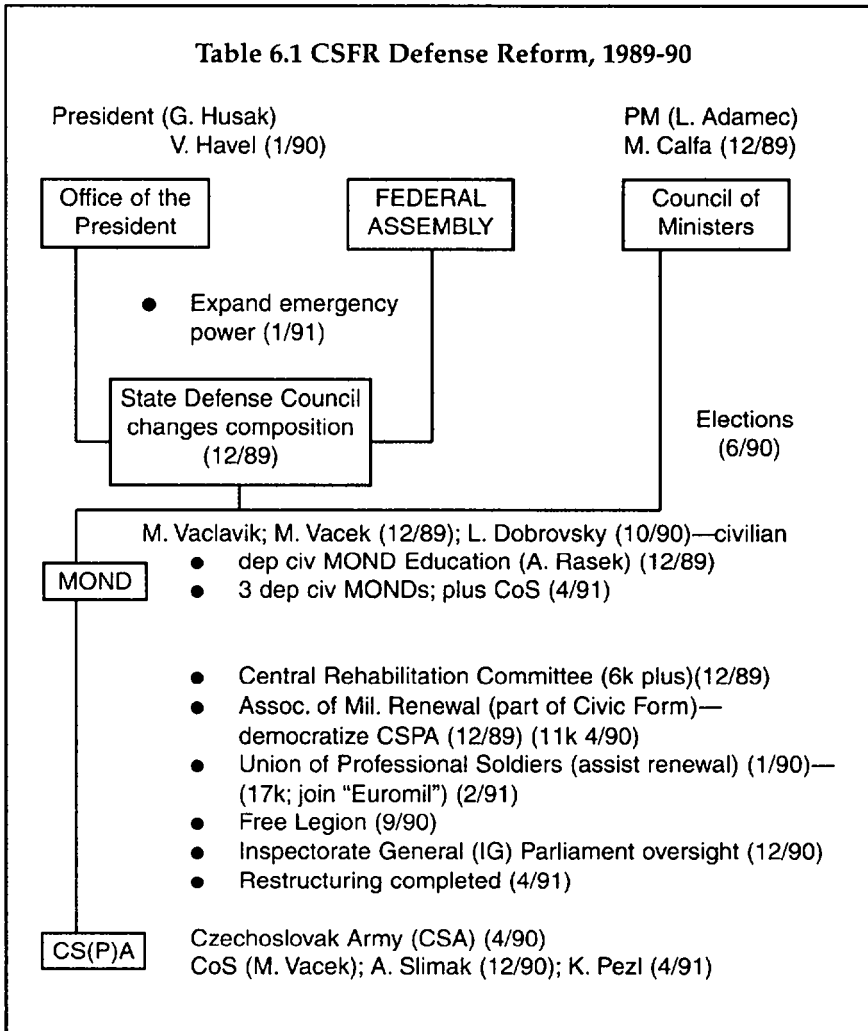 Table 6.1 CSFR Defense Reform, 1989-90
President (G. Husak)
V. Havel (1/90)
PM (L. Adamec)
M. Calfa (12/89)
Office of the
President
FEDERAL
ASSEMBLY
Council of
Ministers
● Expand emergency
power (1/91)
State Defense Council
changes composition
(12/89)
Elections
(6/90)
M. Vaclavik; M. Vacek (12/89); L. Dobrovsky (10/90)—civilian
MOND
● dep civ MOND Education (A. Rasek) (12/89
● 3 dep civ MONDs; plus CoS (4/91)
● Central Rehabilitation Committee (6k plus)(12/89)
● Assoc. of Mil. Renewal (part of Civic Form)—
democratize CSPA (12/89) (11k 4/90)
● Union of Professional Soldiers (assist renewal) (1/90)—
(17k; join “Euromil”) (2/91)
● Free Legion (9/90)
● Inspectorate General (IG) Parliament oversight (12/90)
● Restructuring completed (4/91)
CS(P)A
Czechoslovak Army (CSA) (4/90)
CoS (M. Vacek); A. Slimak (12/90); K. Pezl (4/91)